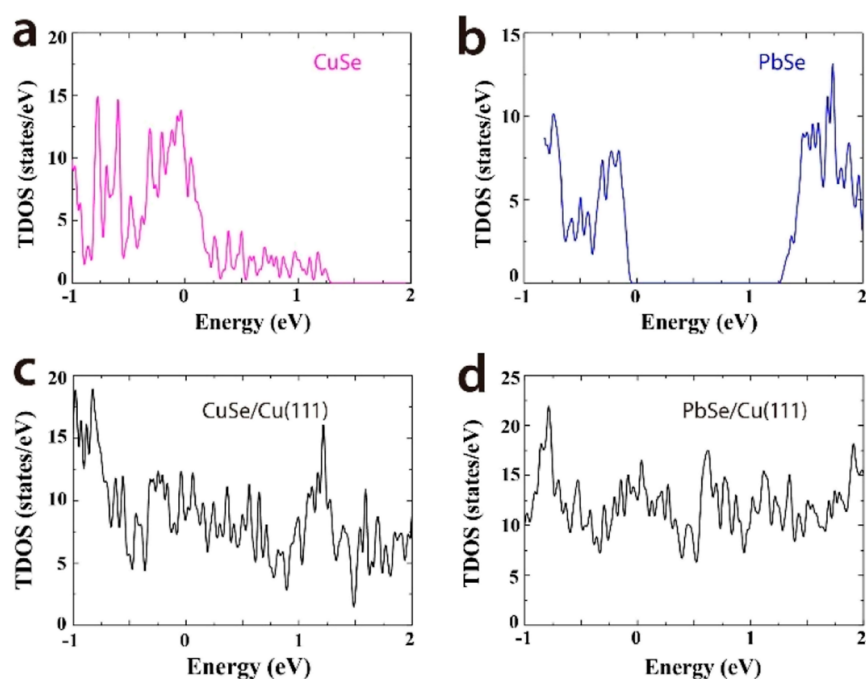 a
CuSe
TDOS (states/eV)
20
15
10
5
0
-1
0
1
2
Energy (eV)
b
PbSe
TDOS (states/eV)
15
10
5
0
-1
0
1
2
Energy (eV)
c
CuSe/Cu(111)
TDOS (states/eV)
20
15
10
5
0
-1
0
1
2
Energy (eV)
d
PbSe/Cu(111)
TDOS (states/eV)
25
20
15
10
5
0
-1
0
1
2
Energy (eV)